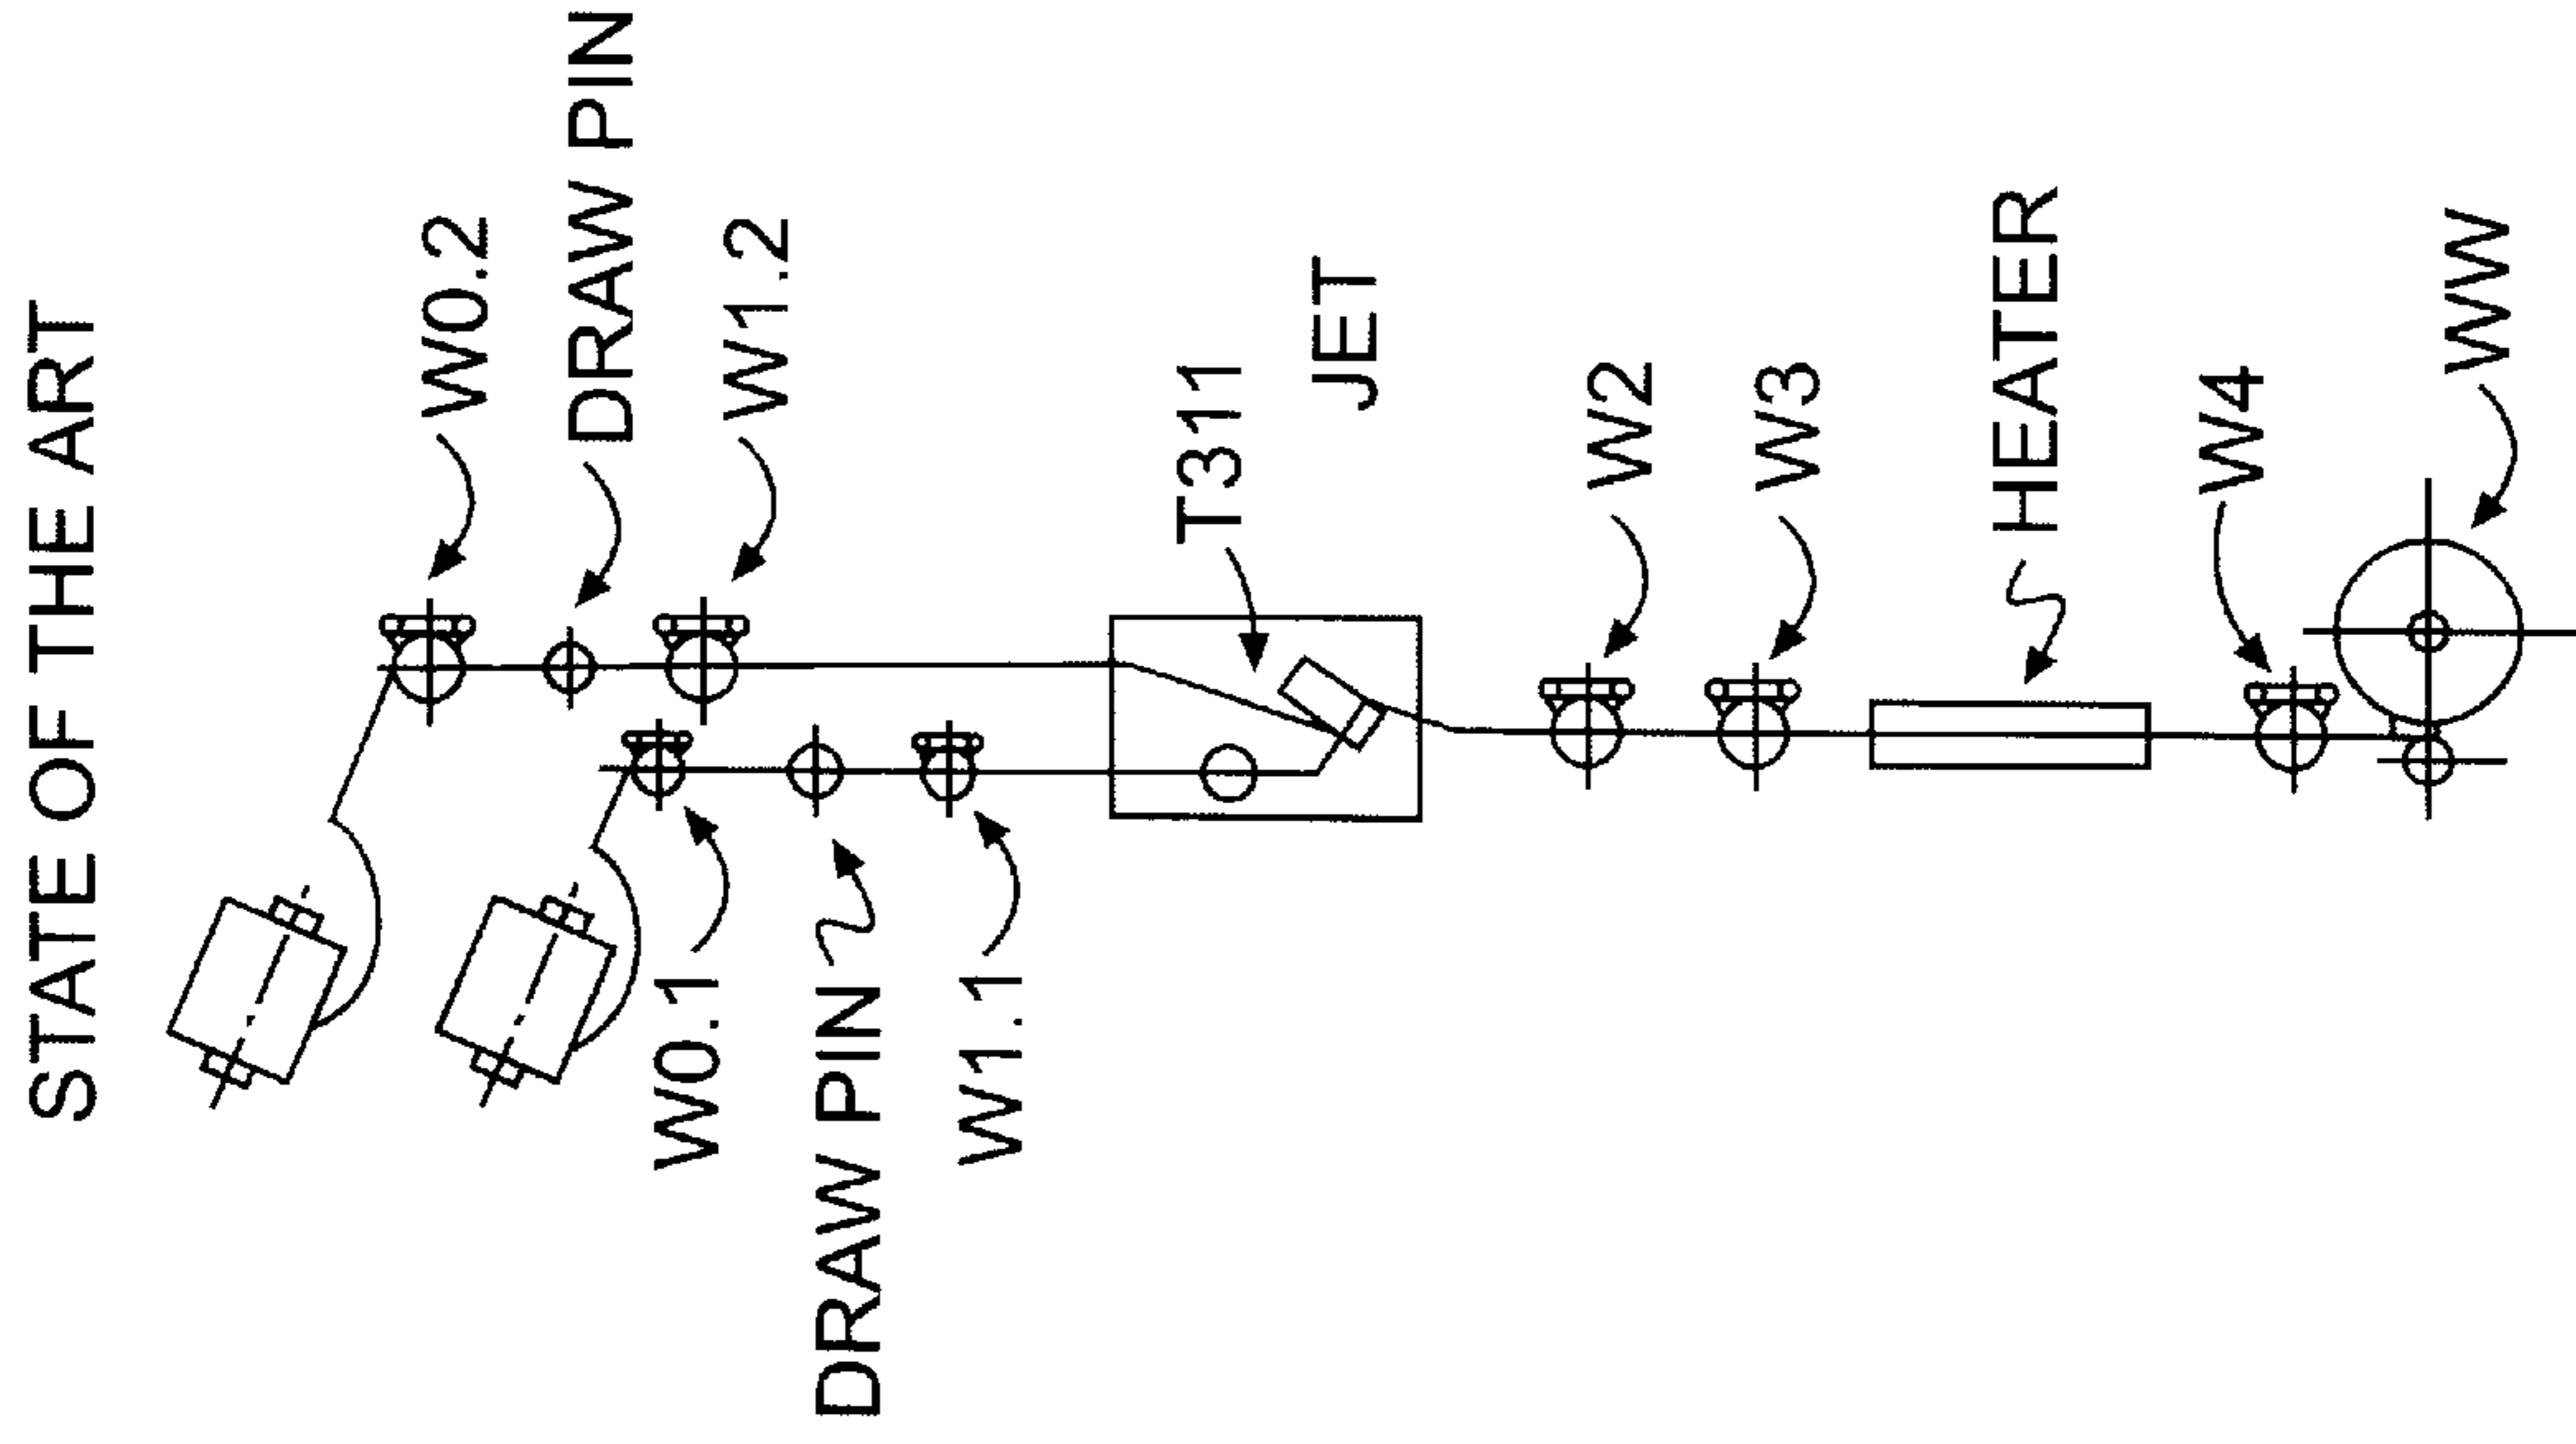 STATE OF THE ART
W0.2
DRAW PIN
W1.2
W0.1
DRAW PIN
W1.1
T311
JET
W2
W3
HEATER
W4
WW